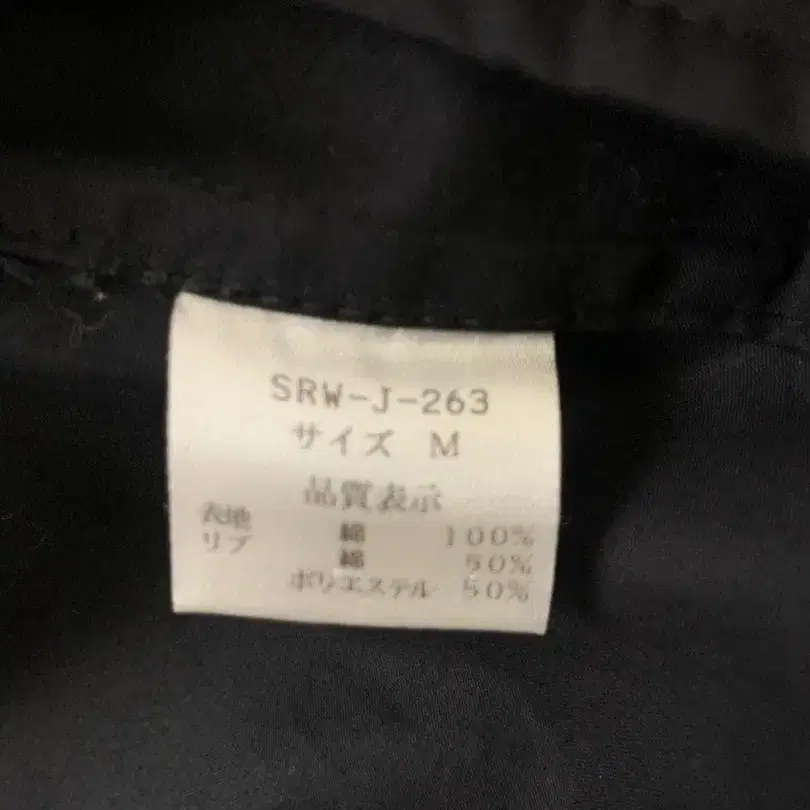 SRW-J-263
サイズ M
品質表示
表地 綿 100%
リブ 綿 50%
ポリエステル 50%